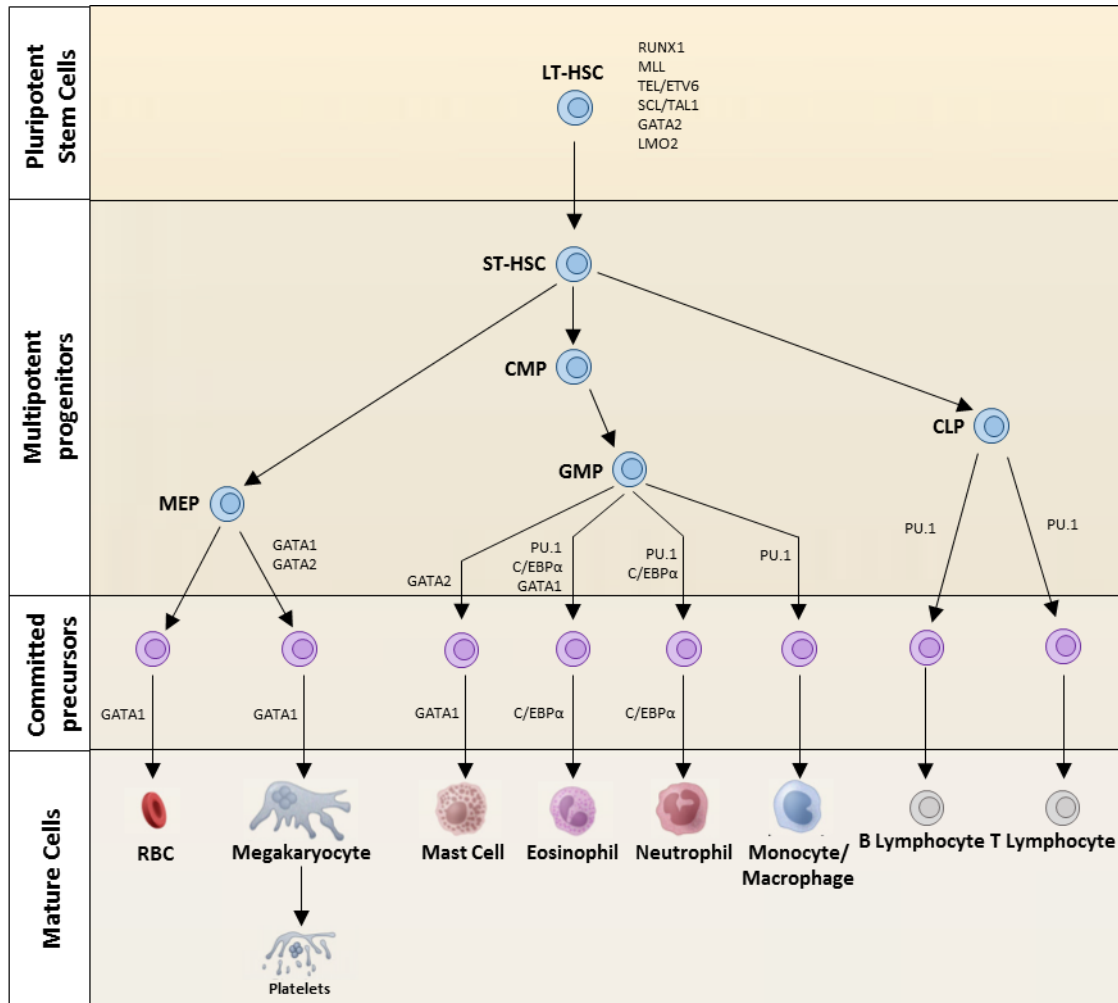 Pluripotent
Stem Cells
LT-HSC
RUNX1
MLL
TEL/ETV6
SCL/TAL1
GATA2
LMO2
Multipotent
progenitors
ST-HSC
CMP
CLP
GMP
MEP
GATA1
GATA2
GATA2
PU.1
C/EBPα
GATA1
PU.1
C/EBPα
PU.1
PU.1
PU.1
Committed
precursors
GATA1
GATA1
GATA1
C/EBPα
C/EBPα
Mature Cells
RBC
Megakaryocyte
Mast Cell
Eosinophil
Neutrophil
Monocyte/
Macrophage
B Lymphocyte
T Lymphocyte
Platelets